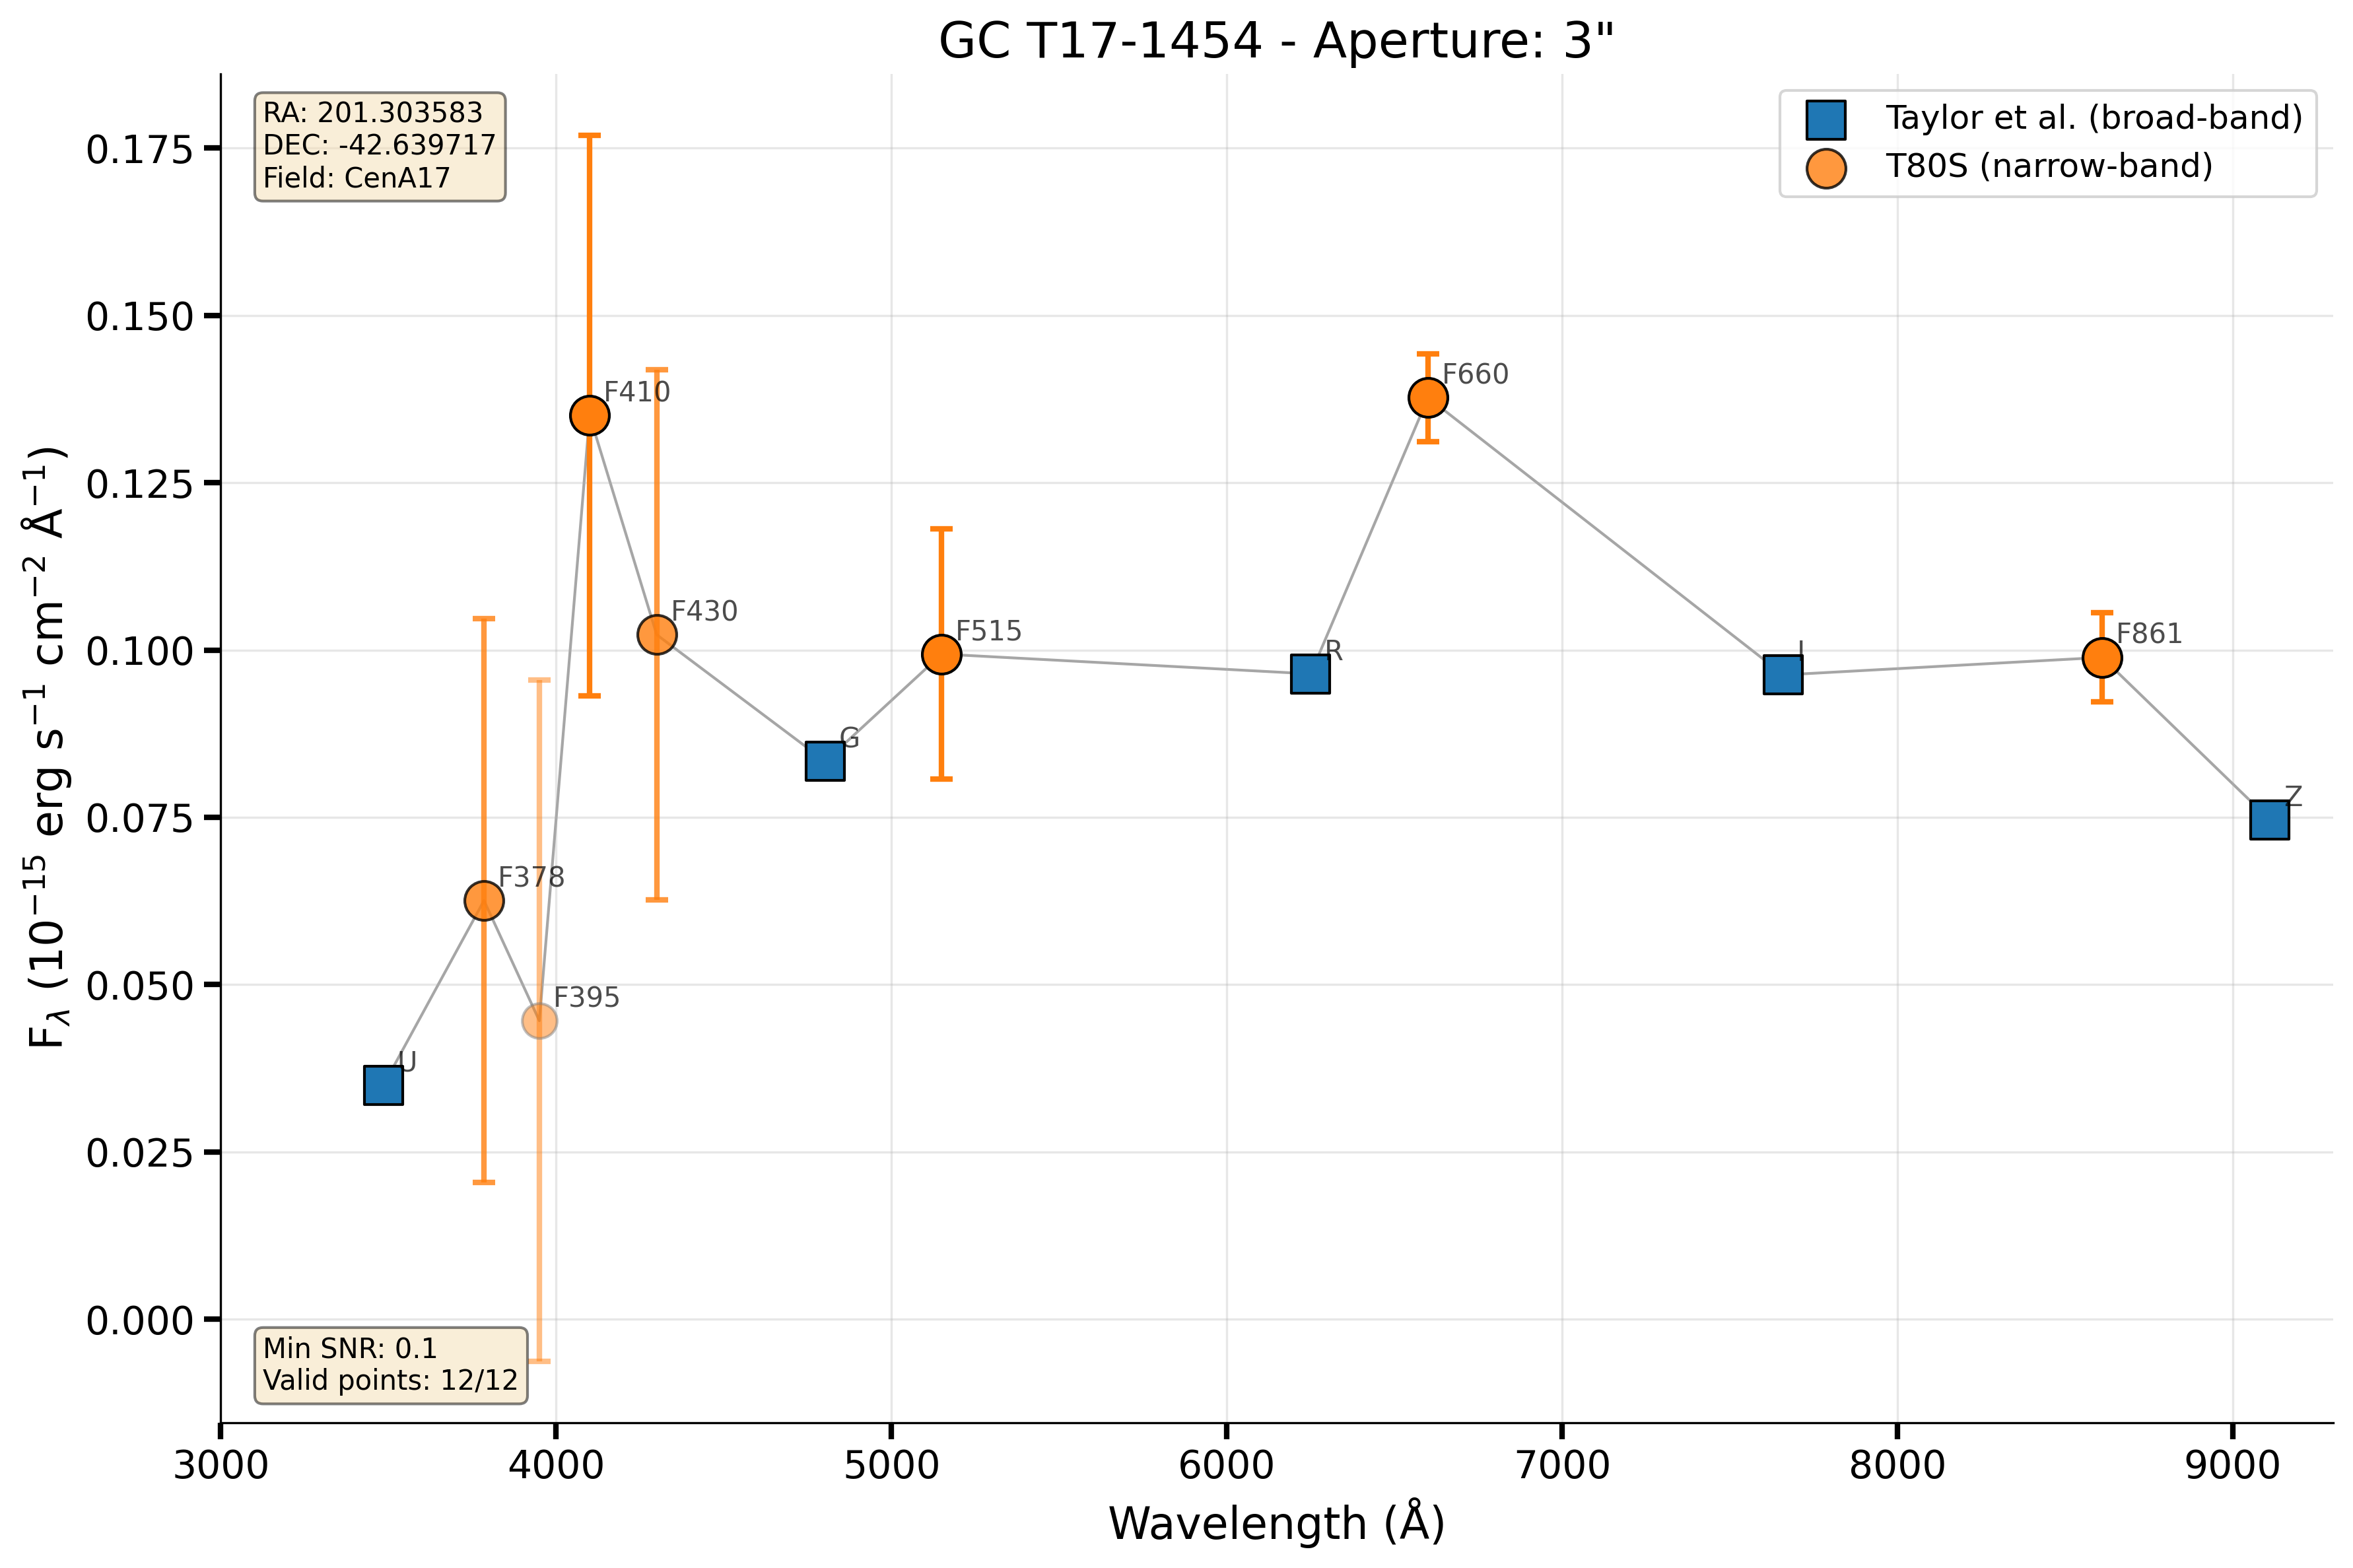 GC T17-1454 - Aperture: 3"
RA: 201.303583
DEC: -42.639717
Field: CenA17
Taylor et al. (broad-band)
T80S (narrow-band)
0.175
0.150
0.125
0.100
0.075
0.050
0.025
0.000
F410
F660
F430
F515
R
I
F861
G
Z
F378
F395
U
Min SNR: 0.1
Valid points: 12/12
3000
4000
5000
6000
7000
8000
9000
Wavelength (Å)
F_λ (10⁻¹⁵ erg s⁻¹ cm⁻² Å⁻¹)